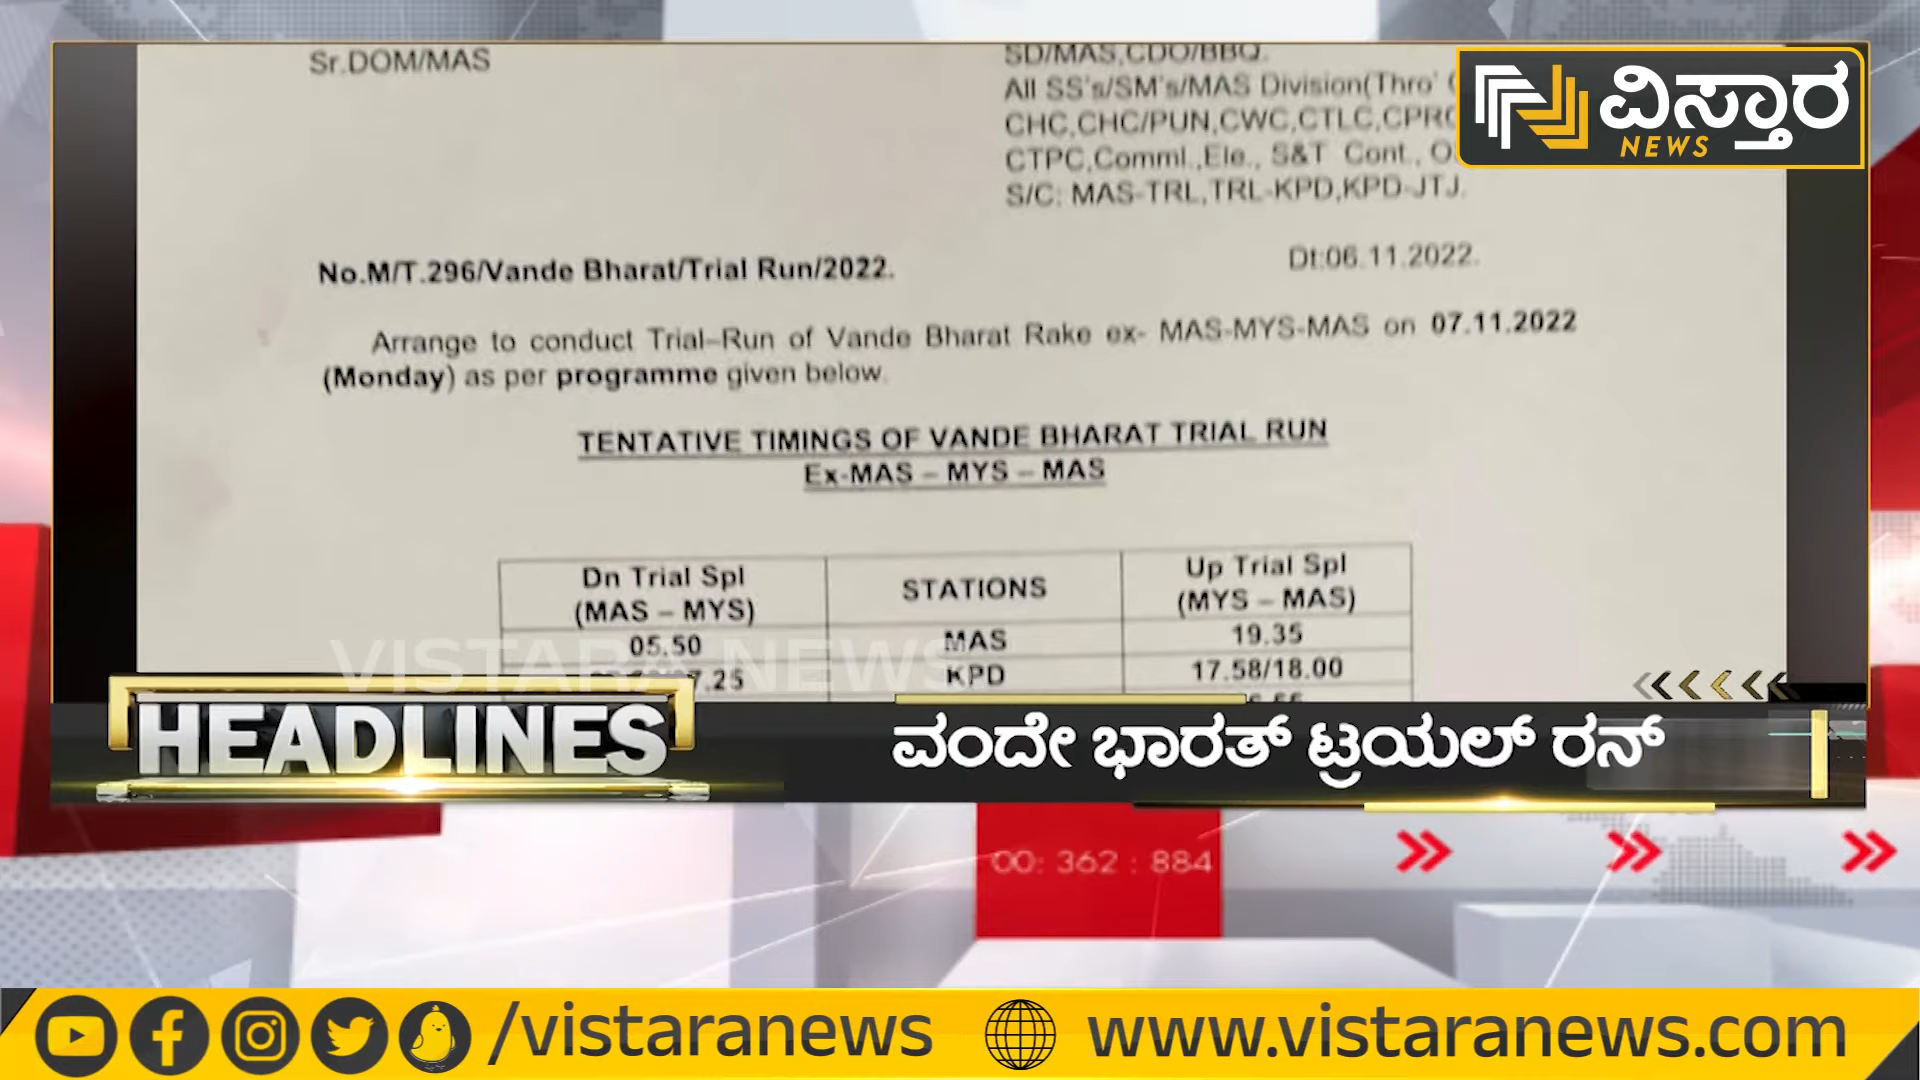 Sr.DOM/MAS
SD/MAS,CDO/BBQ.
All SS's/SM's/MAS Division(Thro'
CHC,CHC/PUN,CWC,CTLC,CPRC
CTPC,Comml.,Ele., S&T Cont.,
S/C: MAS-TRL,TRL-KPD,KPD-JTJ.
ವಿಸ್ತಾರ
NEWS
No.M/T.296/Vande Bharat/Trial Run/2022.
Dt:06.11.2022.
Arrange to conduct Trial–Run of Vande Bharat Rake ex- MAS-MYS-MAS on 07.11.2022
(Monday) as per programme given below.
TENTATIVE TIMINGS OF VANDE BHARAT TRIAL RUN
Ex-MAS – MYS – MAS
Dn Trial Spl
(MAS – MYS)
STATIONS
Up Trial Spl
(MYS – MAS)
05.50 MAS 19.35
KPD 17.58/18.00
VISTARA NEWS
HEADLINES
ವಂದೇ ಭಾರತ್ ಟ್ರಯಲ್ ರನ್
00: 362 : 884
/vistaranews
www.vistaranews.com